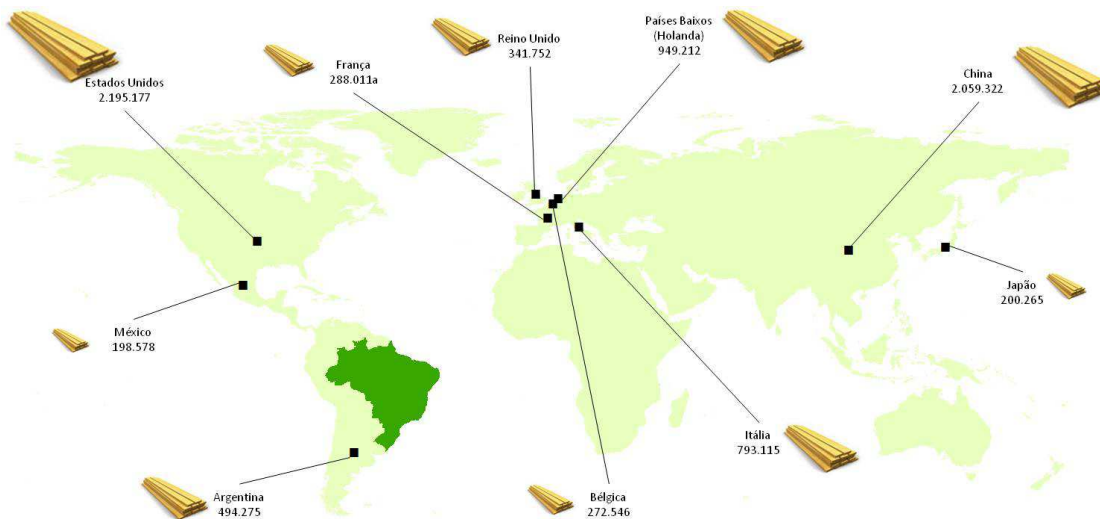 Estados Unidos
2.195.177
França
288.011a
Reino Unido
341.752
Países Baixos
(Holanda)
949.212
China
2.059.322
México
198.578
Japão
200.265
Itália
793.115
Argentina
494.275
Bélgica
272.546